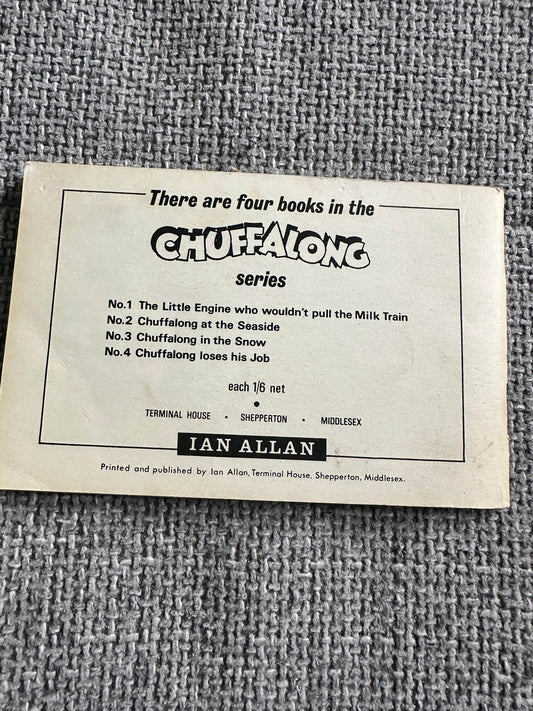 There are four books in the
CHUFFALONG
series
No.1 The Little Engine who wouldn't pull the Milk Train
No.2 Chuffalong at the Seaside
No.3 Chuffalong in the Snow
No.4 Chuffalong loses his Job
each 1/6 net
TERMINAL HOUSE • SHEPPERTON • MIDDLESEX
IAN ALLAN
Printed and published by Ian Allan, Terminal House, Shepperton, Middlesex.